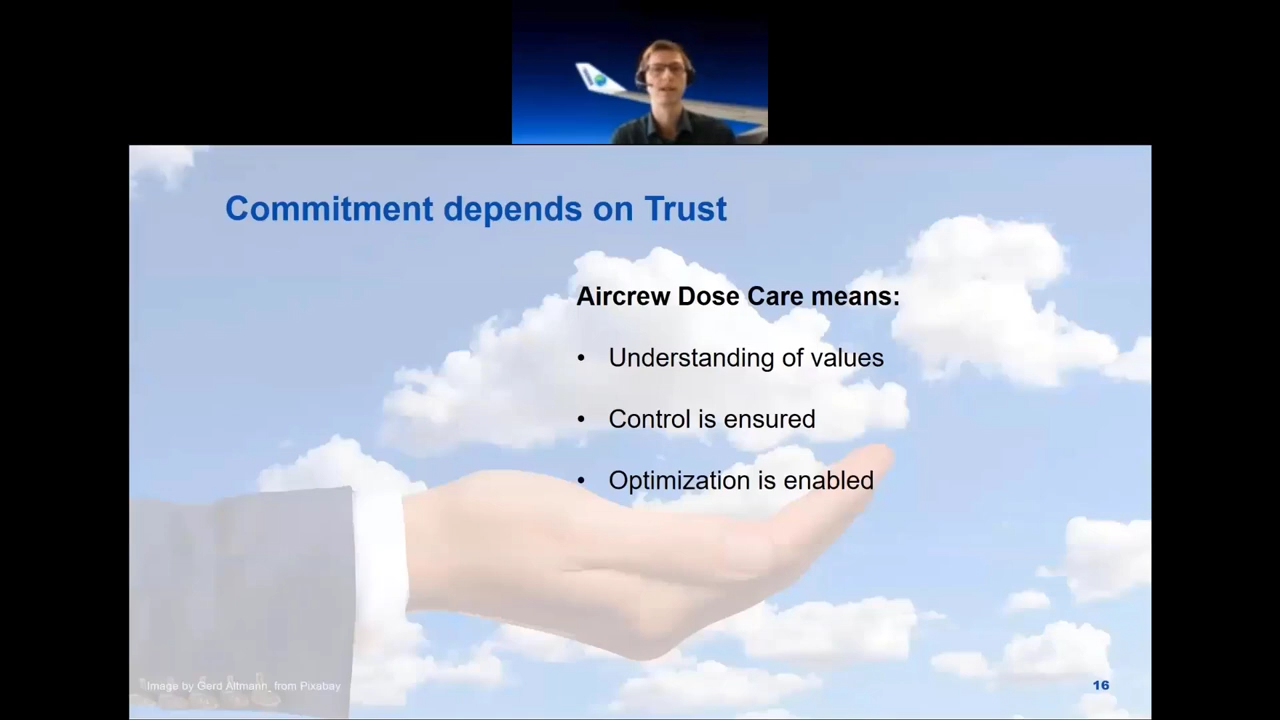 Commitment depends on Trust
Aircrew Dose Care means:
• Understanding of values
• Control is ensured
• Optimization is enabled
Image by Gerd Altmann from Pixabay
16